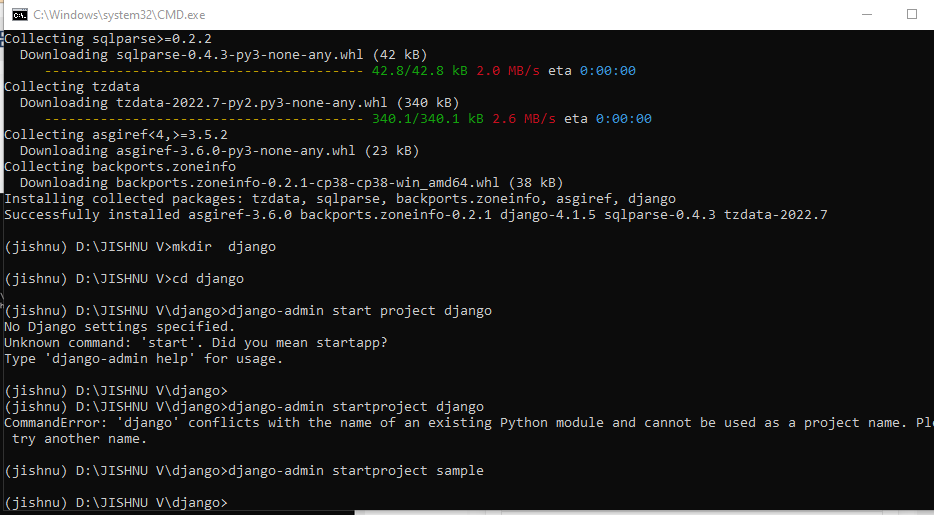 C:\Windows\system32\CMD.exe
Collecting sqlparse>=0.2.2
  Downloading sqlparse-0.4.3-py3-none-any.whl (42 kB)
     ---------------------------------------- 42.8/42.8 kB 2.0 MB/s eta 0:00:00
Collecting tzdata
  Downloading tzdata-2022.7-py2.py3-none-any.whl (340 kB)
     ---------------------------------------- 340.1/340.1 kB 2.6 MB/s eta 0:00:00
Collecting asgiref<4,>=3.5.2
  Downloading asgiref-3.6.0-py3-none-any.whl (23 kB)
Collecting backports.zoneinfo
  Downloading backports.zoneinfo-0.2.1-cp38-cp38-win_amd64.whl (38 kB)
Installing collected packages: tzdata, sqlparse, backports.zoneinfo, asgiref, django
Successfully installed asgiref-3.6.0 backports.zoneinfo-0.2.1 django-4.1.5 sqlparse-0.4.3 tzdata-2022.7
(jishnu) D:\JISHNU V>mkdir  django
(jishnu) D:\JISHNU V>cd django
(jishnu) D:\JISHNU V\django>django-admin start project django
No Django settings specified.
Unknown command: 'start'. Did you mean startapp?
Type 'django-admin help' for usage.
(jishnu) D:\JISHNU V\django>
(jishnu) D:\JISHNU V\django>django-admin startproject django
CommandError: 'django' conflicts with the name of an existing Python module and cannot be used as a project name. Ple
 try another name.
(jishnu) D:\JISHNU V\django>django-admin startproject sample
(jishnu) D:\JISHNU V\django>